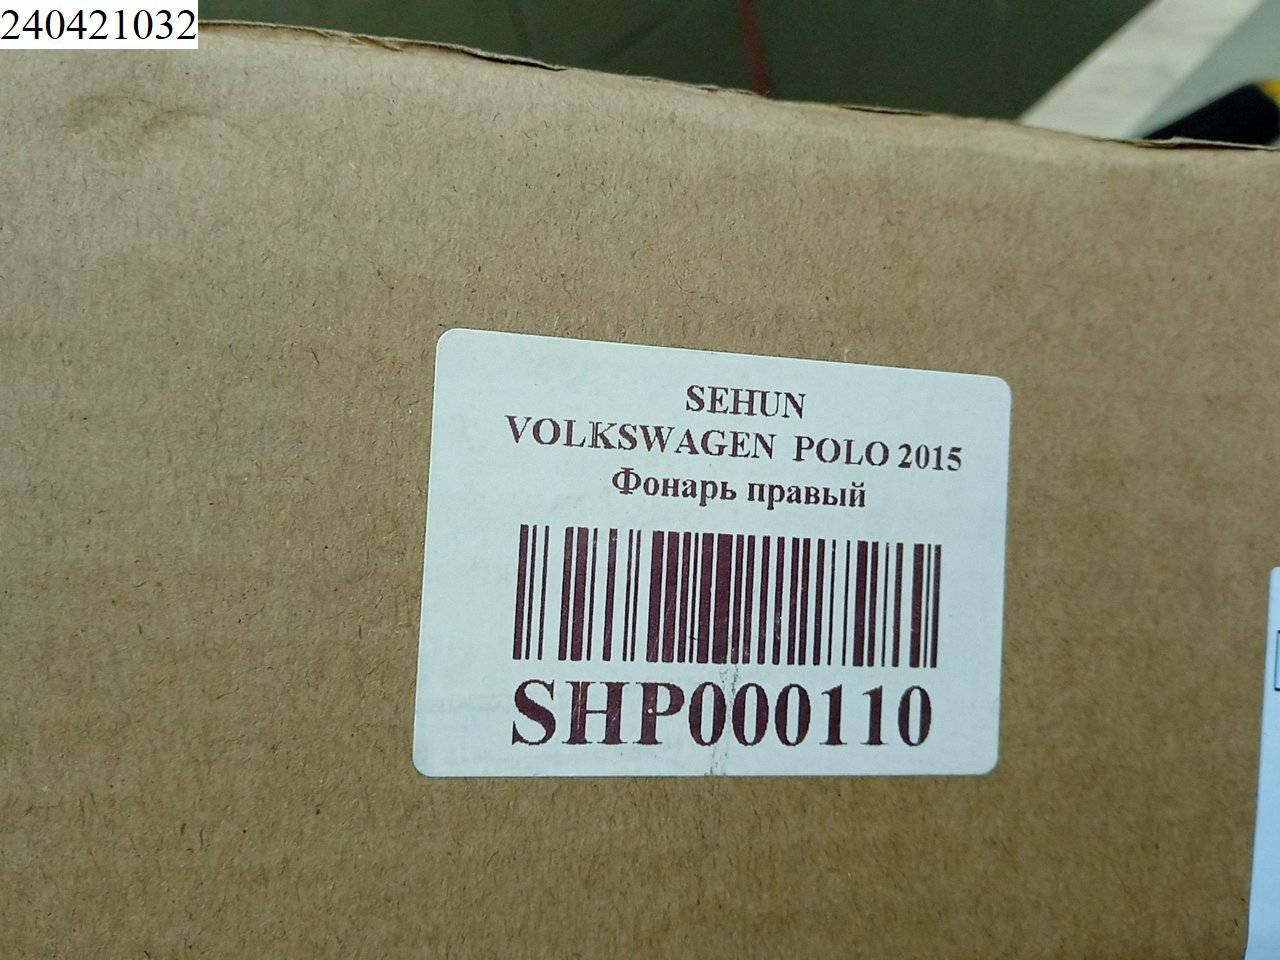 240421032
SEHUN
VOLKSWAGEN POLO 2015
Фонарь правый
SHP000110